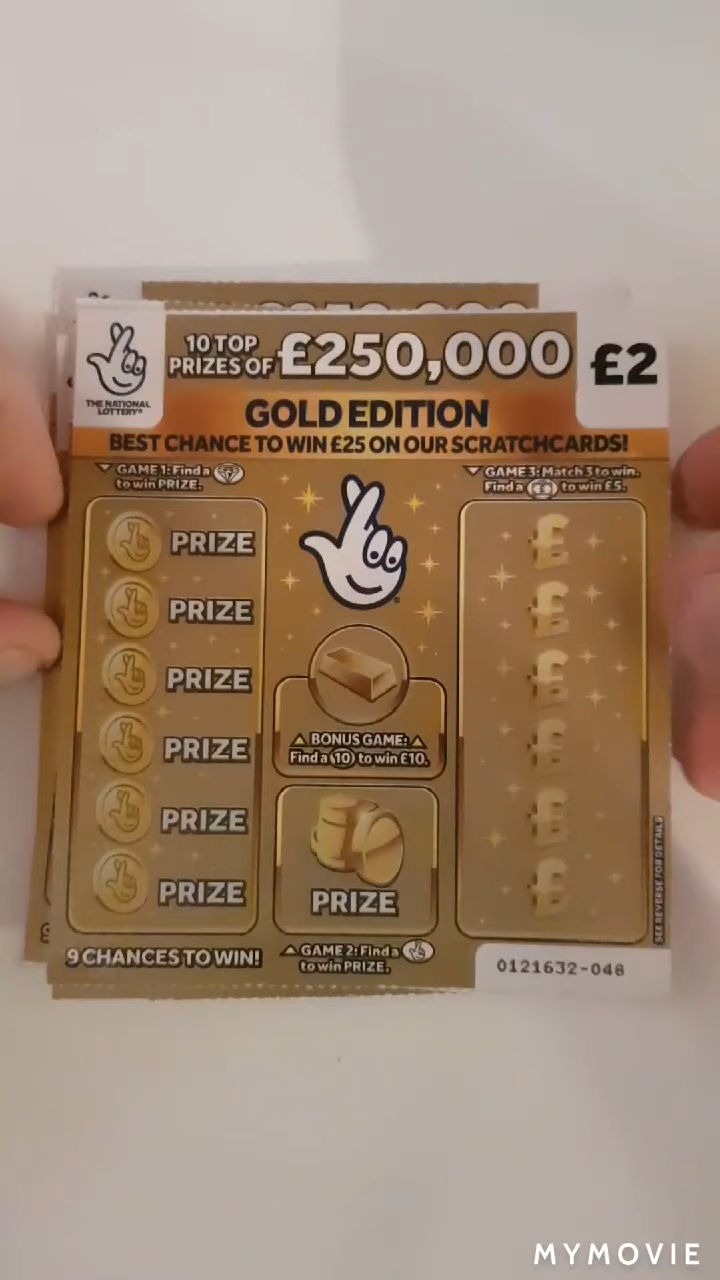 10 TOP
PRIZES OF £250,000
£2
THE NATIONAL
LOTTERY®
GOLD EDITION
BEST CHANCE TO WIN £25 ON OUR SCRATCHCARDS!
GAME 1: Find a
to win PRIZE.
GAME 3: Match 3 to win.
Find a to win £5.
PRIZE
PRIZE
PRIZE
PRIZE
PRIZE
PRIZE
BONUS GAME:
Find a 10 to win £10.
PRIZE
£
£
£
£
£
£
SEE REVERSE FOR DETAILS
9 CHANCES TO WIN!
GAME 2: Find a
to win PRIZE.
0121632-048
MYMOVIE